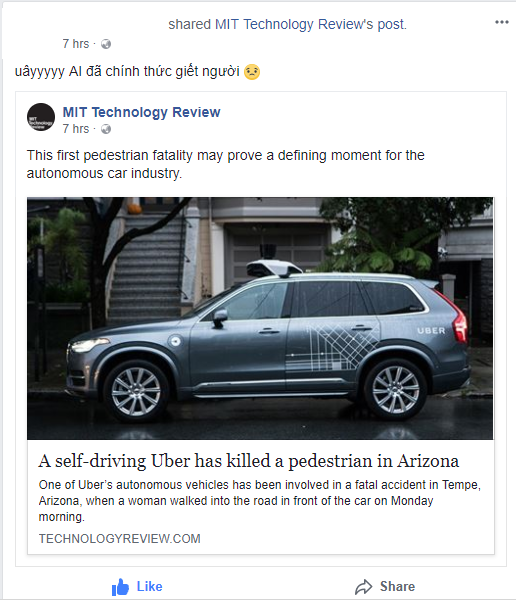 shared MIT Technology Review's post.
7 hrs ·
uâyyyyy AI đã chính thức giết người 😣
MIT Technology Review
MIT Technology Review
7 hrs ·
This first pedestrian fatality may prove a defining moment for the
autonomous car industry.
UBER
A self-driving Uber has killed a pedestrian in Arizona
One of Uber's autonomous vehicles has been involved in a fatal accident in Tempe,
Arizona, when a woman walked into the road in front of the car on Monday
morning.
TECHNOLOGYREVIEW.COM
Like Share